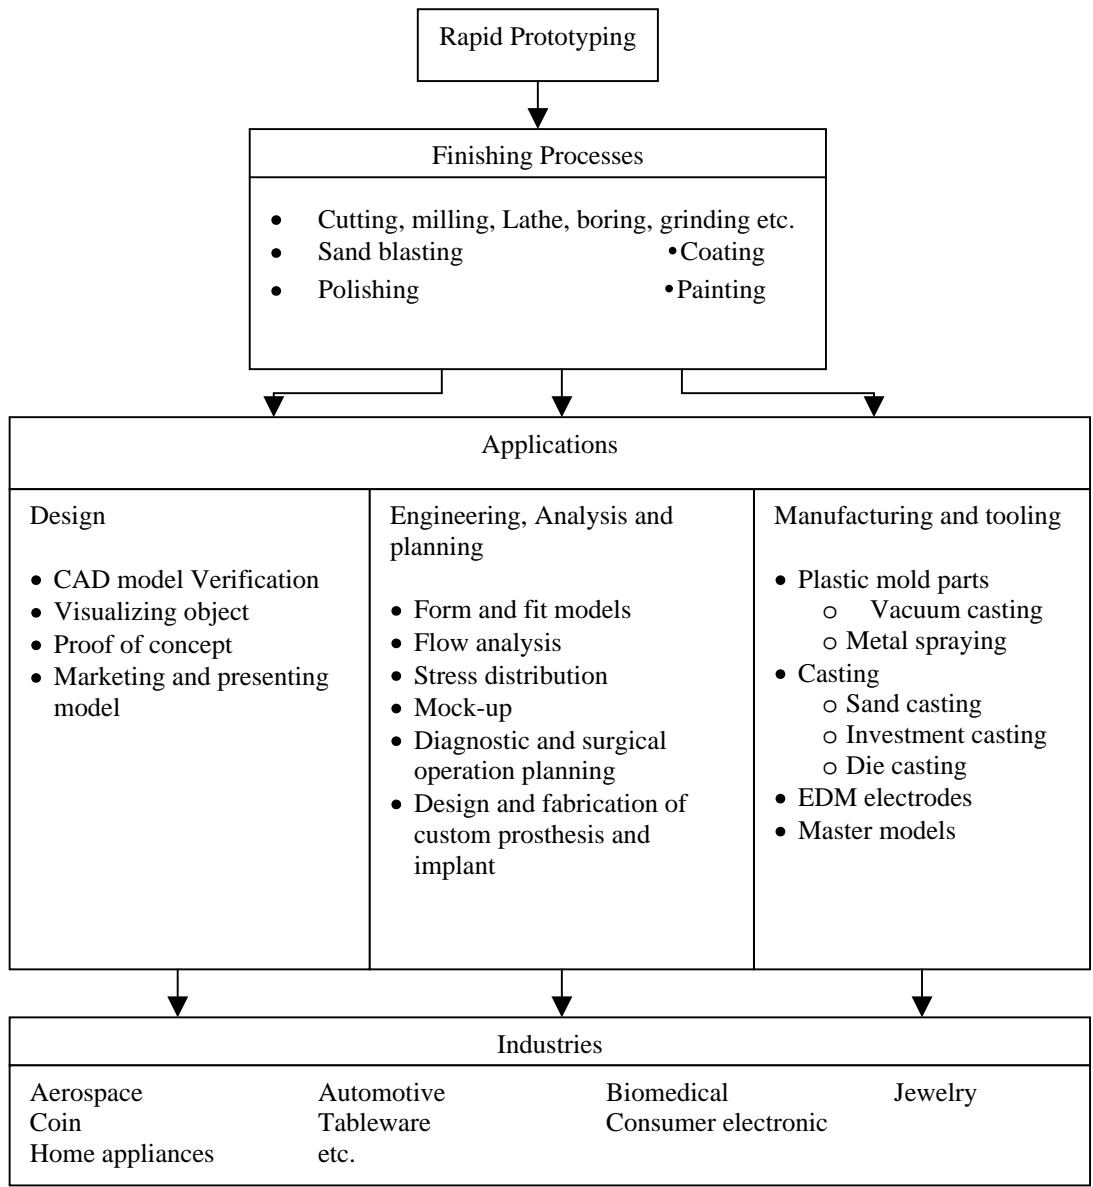 Rapid Prototyping
Finishing Processes
• Cutting, milling, Lathe, boring, grinding etc.
• Sand blasting •Coating
• Polishing •Painting
Applications
Design
• CAD model Verification
• Visualizing object
• Proof of concept
• Marketing and presenting
model
Engineering, Analysis and
planning
• Form and fit models
• Flow analysis
• Stress distribution
• Mock-up
• Diagnostic and surgical
operation planning
• Design and fabrication of
custom prosthesis and
implant
Manufacturing and tooling
• Plastic mold parts
o Vacuum casting
o Metal spraying
• Casting
o Sand casting
o Investment casting
o Die casting
• EDM electrodes
• Master models
Industries
Aerospace Automotive Biomedical Jewelry
Coin Tableware Consumer electronic
Home appliances etc.